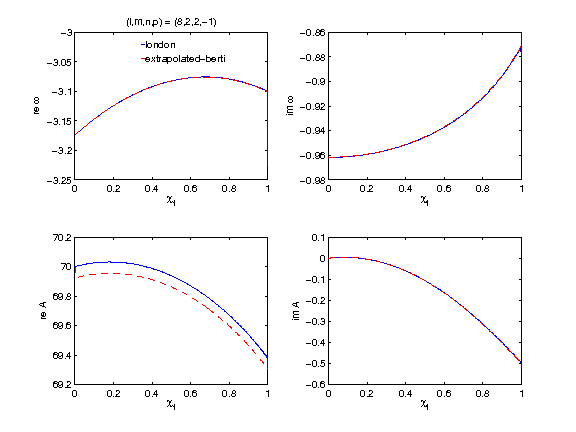 (l,m,n,p) = (8,2,2,−1)
−3
−3.05
−3.1
−3.15
−3.2
−3.25
re ω
london
extrapolated−berti
0 0.2 0.4 0.6 0.8 1
χf
−0.86
−0.88
−0.9
−0.92
−0.94
−0.96
−0.98
im ω
0 0.2 0.4 0.6 0.8 1
χf
70.2
70
69.8
69.6
69.4
69.2
re A
0 0.2 0.4 0.6 0.8 1
χf
0.1
0
−0.1
−0.2
−0.3
−0.4
−0.5
−0.6
im A
0 0.2 0.4 0.6 0.8 1
χf